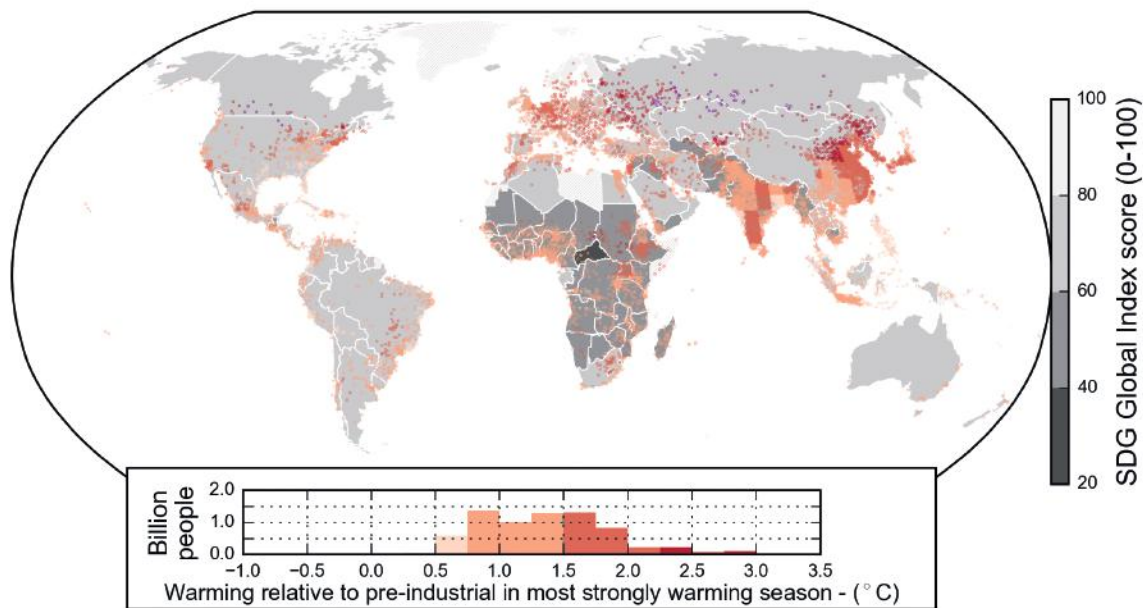 100
80
60
40
20
SDG Global Index score (0-100)
Billion
people
2.0
1.0
0.0
−1.0 −0.5 0.0 0.5 1.0 1.5 2.0 2.5 3.0 3.5
Warming relative to pre-industrial in most strongly warming season - (°C)